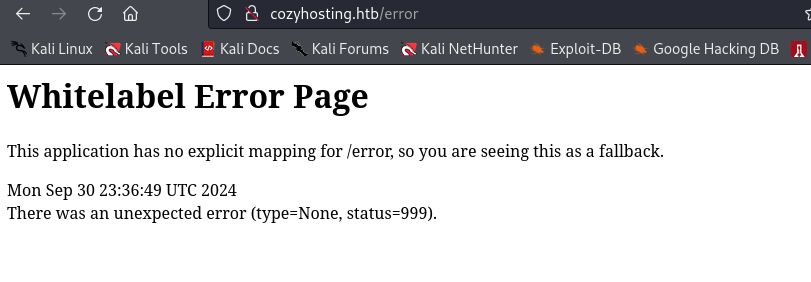 cozyhosting.htb/error
Kali Linux Kali Tools Kali Docs Kali Forums Kali NetHunter Exploit-DB Google Hacking DB
Whitelabel Error Page
This application has no explicit mapping for /error, so you are seeing this as a fallback.
Mon Sep 30 23:36:49 UTC 2024
There was an unexpected error (type=None, status=999).